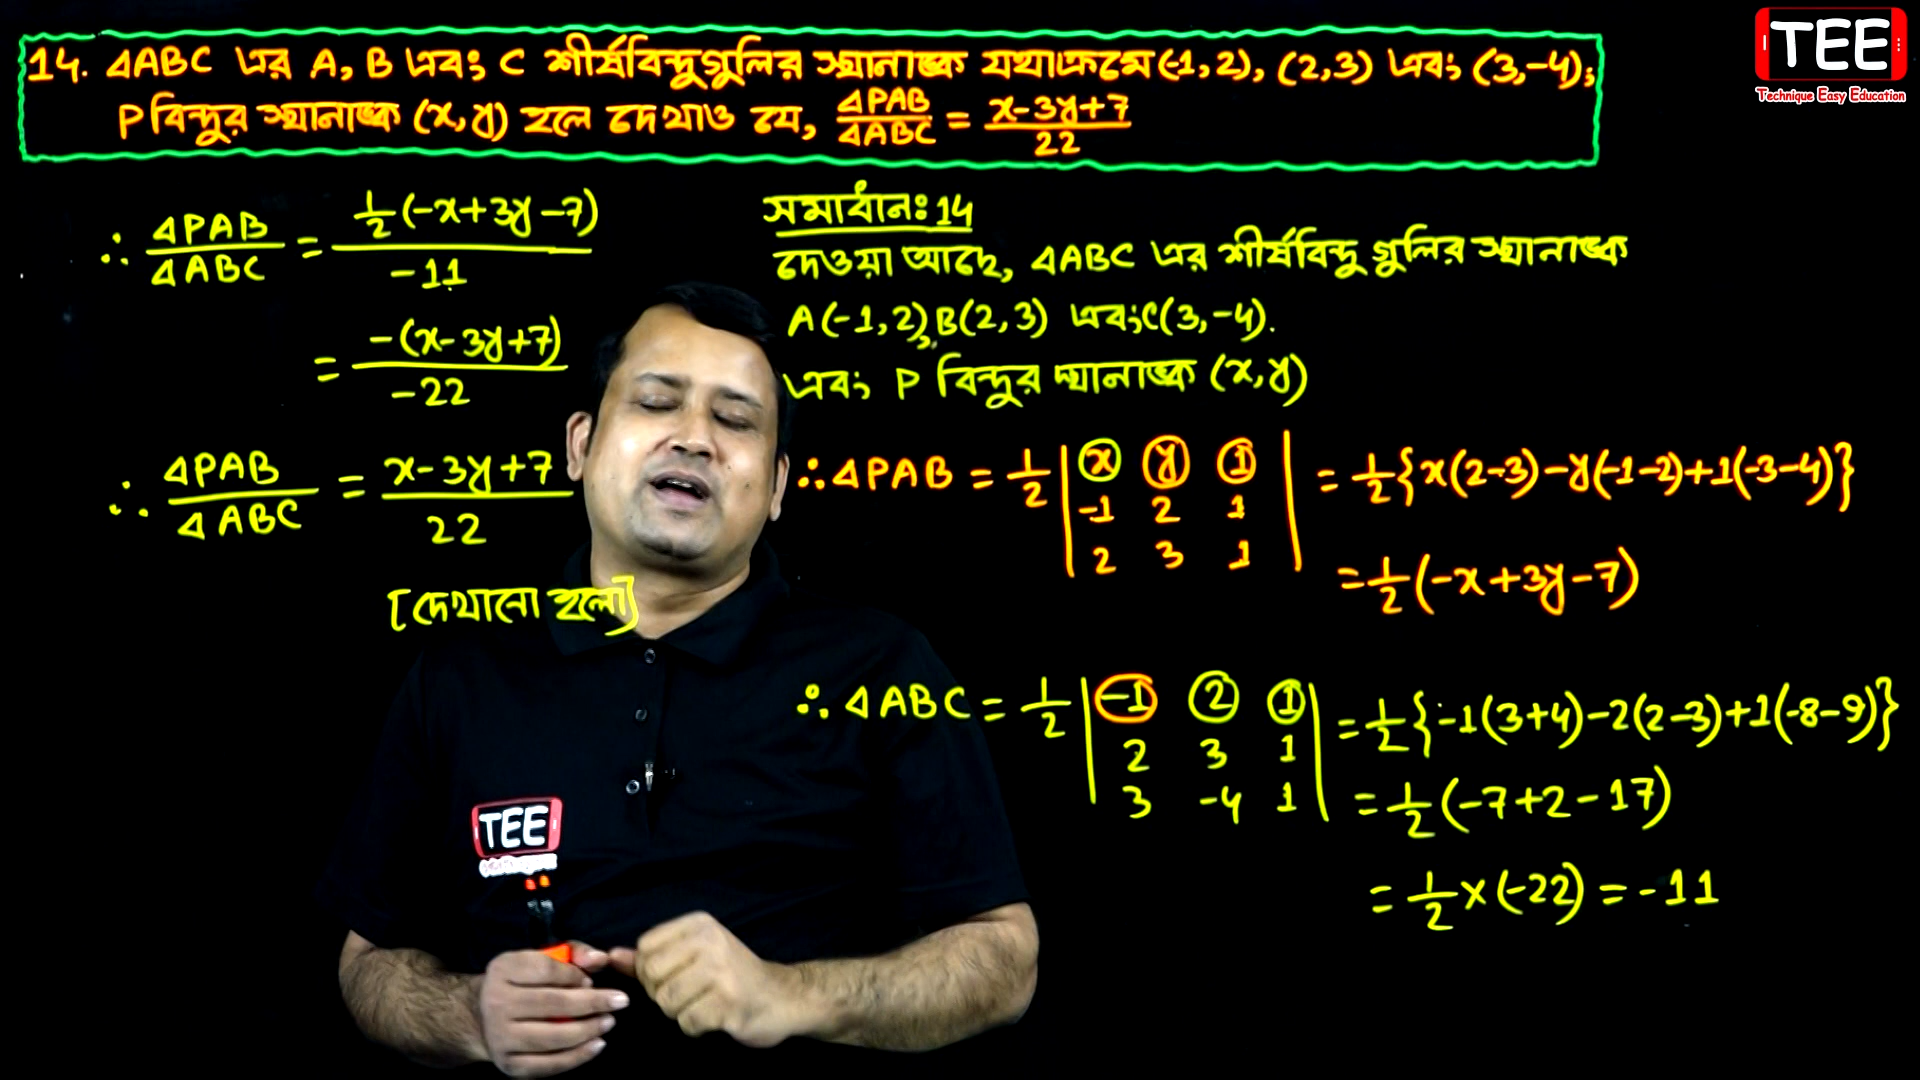 14. ΔABC এর A, B এবং C শীর্ষবিন্দুগুলির স্থানাঙ্ক যথাক্রমে (-1, 2), (2,3) এবং (3,-4);
P বিন্দুর স্থানাঙ্ক (x, y) হলে দেখাও যে, ΔPAB/ΔABC = (x-3y+7)/22
TEE
Technique Easy Education
∴ ΔPAB/ΔABC = ½(-x+3y-7)/-11
= -(x-3y+7)/-22
∴ ΔPAB/ΔABC = (x-3y+7)/22
[দেখানো হলো]
সমাধানঃ 14
দেওয়া আছে, ΔABC এর শীর্ষবিন্দু গুলির স্থানাঙ্ক
A(-1,2), B(2,3) এবং C(3,-4).
এবং P বিন্দুর স্থানাঙ্ক (x,y)
∴ ΔPAB = ½ | x y 1 | = ½{x(2-3)-y(-1-2)+1(-3-4)}
-1 2 1
2 3 1
= ½(-x+3y-7)
∴ ΔABC = ½ | -1 2 1 | = ½{-1(3+4)-2(2-3)+1(-8-9)}
2 3 1
3 -4 1
= ½(-7+2-17)
= ½×(-22) = -11
TEE